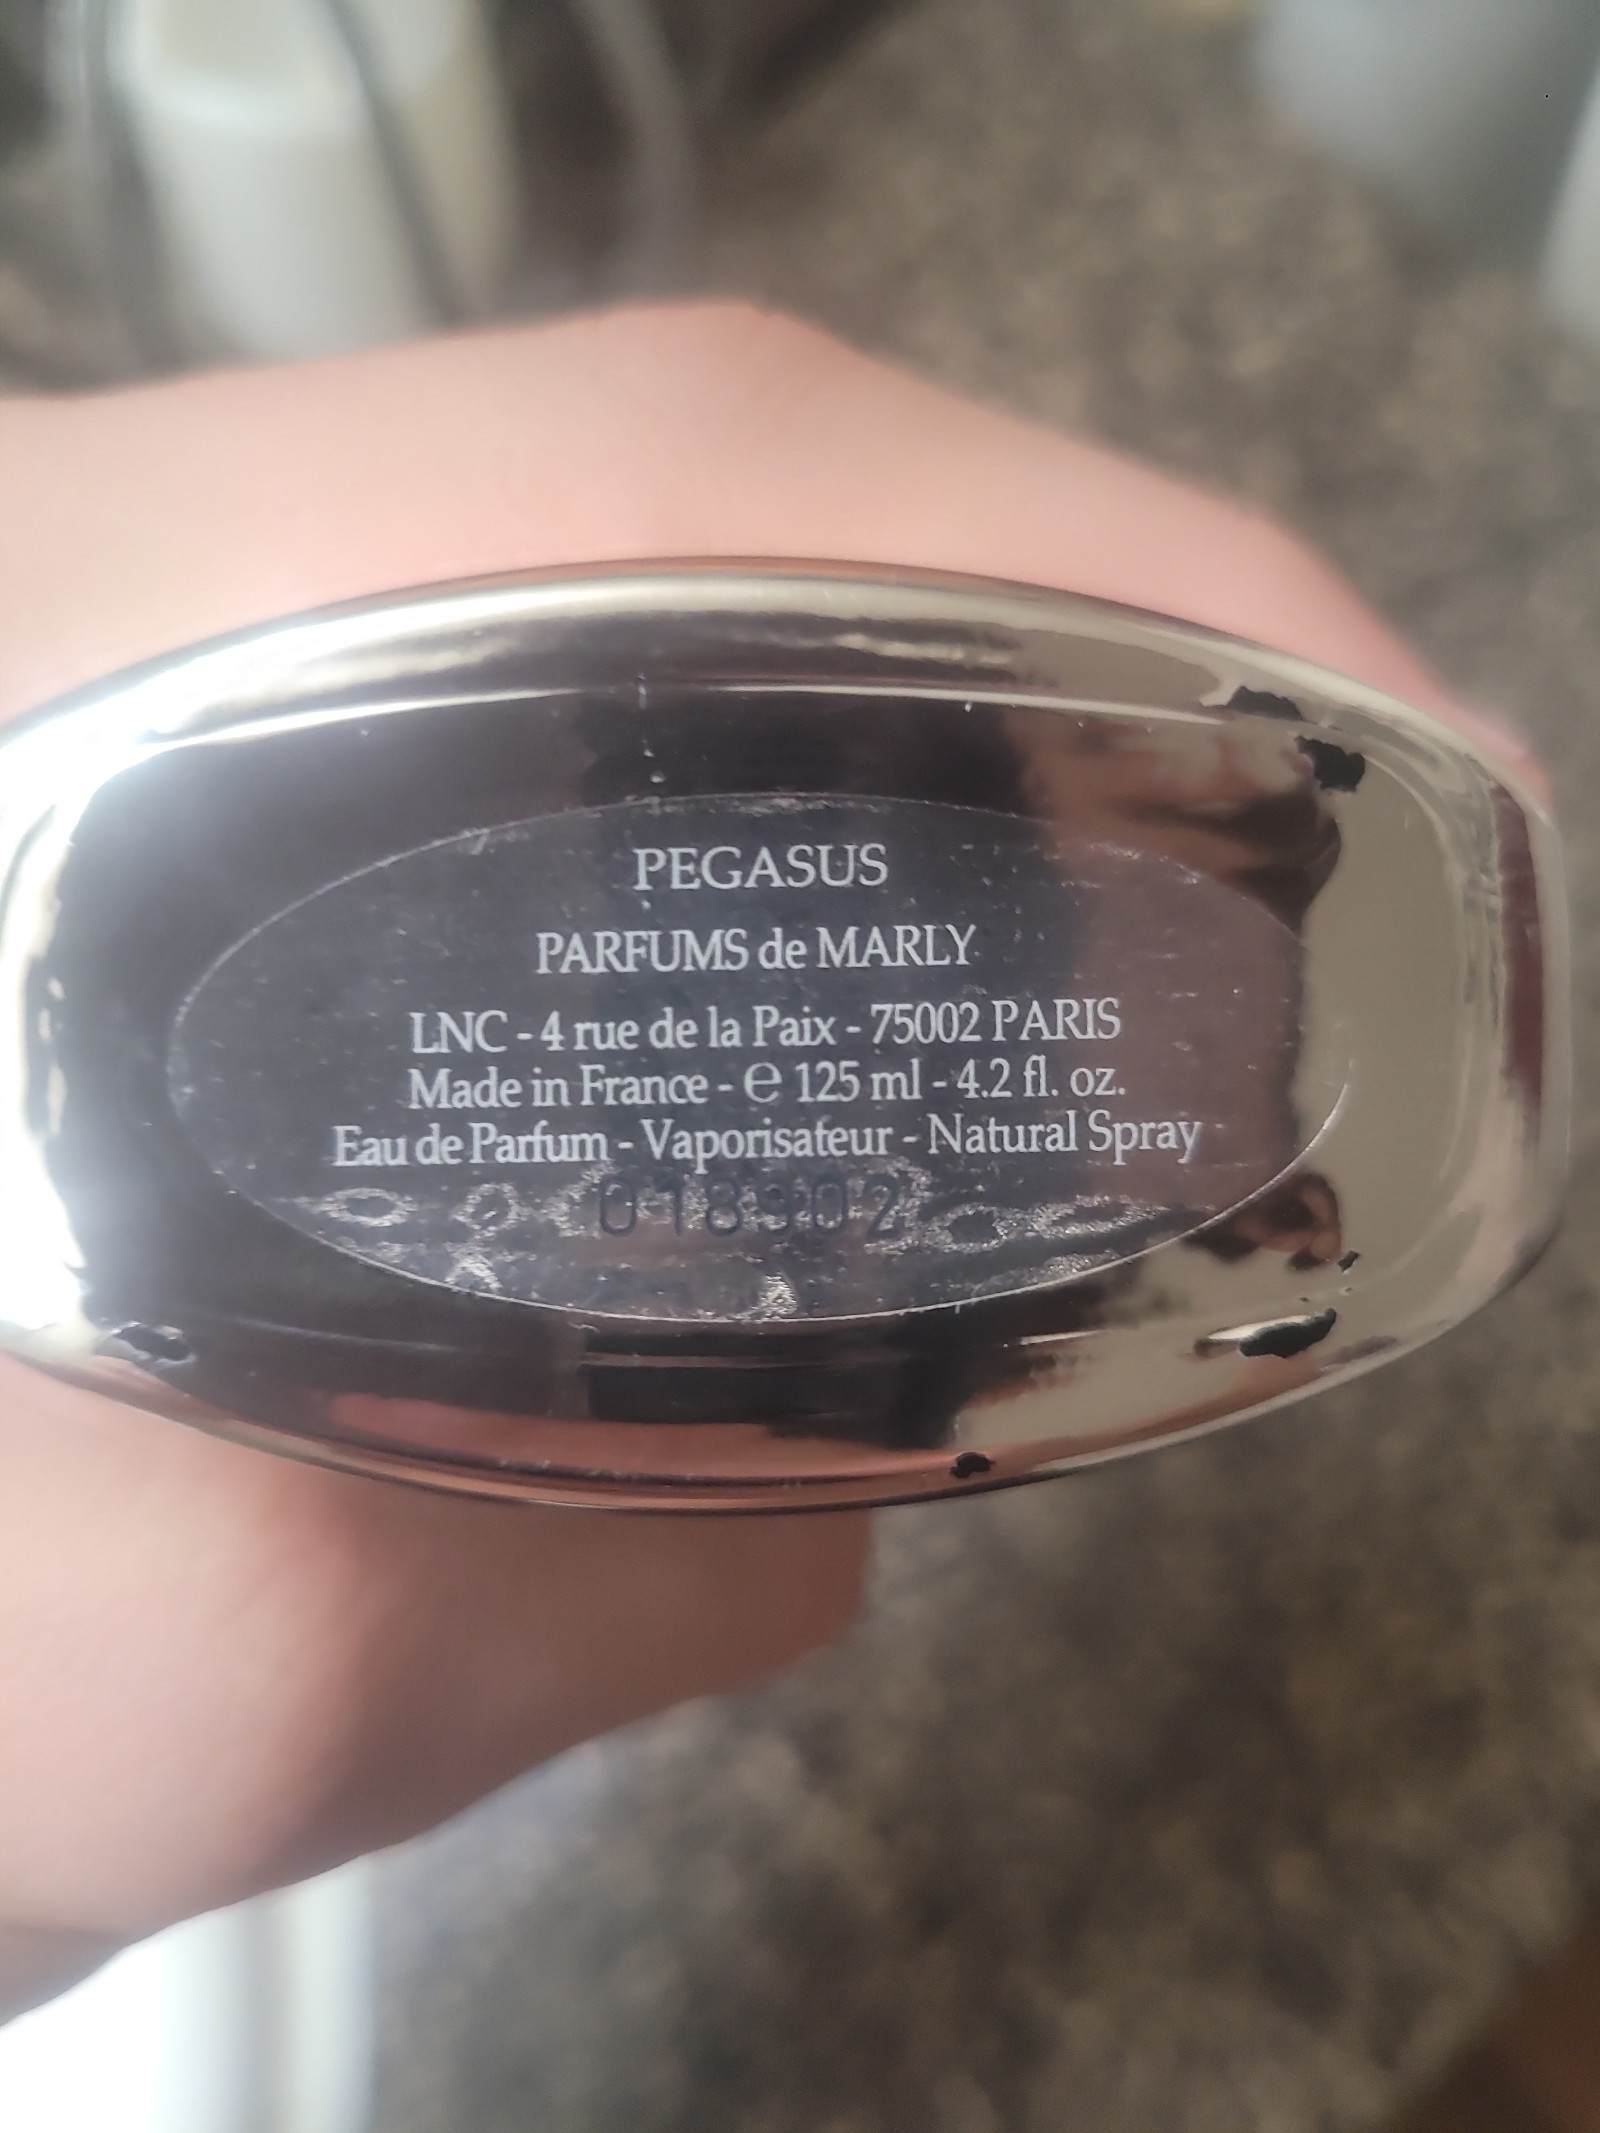 PEGASUS
PARFUMS de MARLY
LNC - 4 rue de la Paix - 75002 PARIS
Made in France - ℮ 125 ml - 4.2 fl. oz.
Eau de Parfum - Vaporisateur - Natural Spray
018902